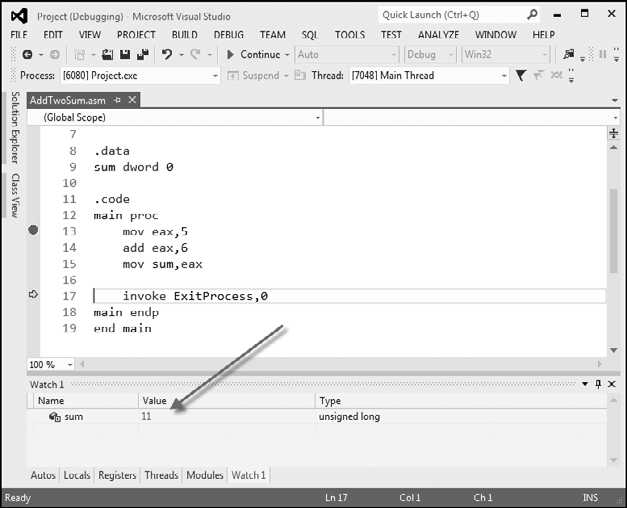 Project (Debugging) - Microsoft Visual Studio
Quick Launch (Ctrl+Q)
FILE EDIT VIEW PROJECT BUILD DEBUG TEAM SQL TOOLS TEST ANALYZE WINDOW HELP
Continue Auto Debug Win32
Process: [6080] Project.exe Suspend Thread: [7048] Main Thread
Solution Explorer
Class View
AddTwoSum.asm
(Global Scope)
7
8 .data
9 sum dword 0
10
11 .code
12 main proc
13 mov eax,5
14 add eax,6
15 mov sum,eax
16
17 invoke ExitProcess,0
18 main endp
19 end main
100 %
Watch 1
Name Value Type
sum 11 unsigned long
Autos Locals Registers Threads Modules Watch 1
Ready Ln 17 Col 1 Ch 1 INS